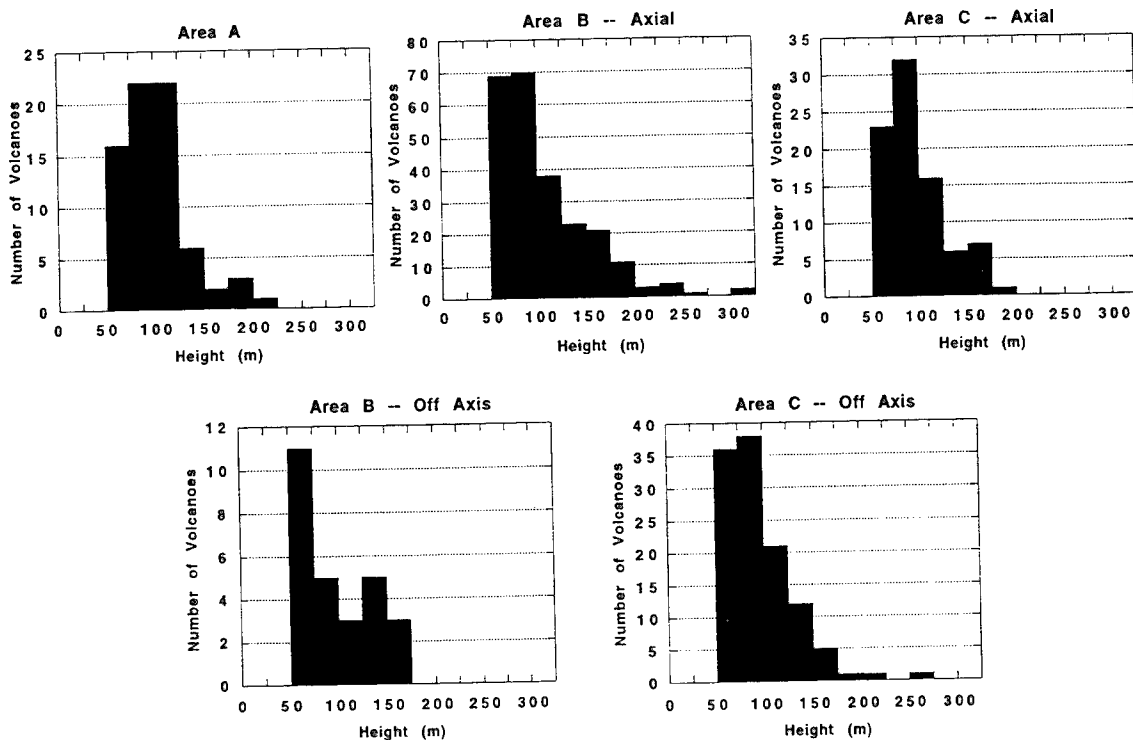 Area A
Number of Volcanoes
25
20
15
10
5
0
0 50 100 150 200 250 300
Height (m)
Area B -- Axial
Number of Volcanoes
80
70
60
50
40
30
20
10
0
0 50 100 150 200 250 300
Height (m)
Area C -- Axial
Number of Volcanoes
35
30
25
20
15
10
5
0
0 50 100 150 200 250 300
Height (m)
Area B -- Off Axis
Number of Volcanoes
12
10
8
6
4
2
0
0 50 100 150 200 250 300
Height (m)
Area C -- Off Axis
Number of Volcanoes
40
35
30
25
20
15
10
5
0
0 50 100 150 200 250 300
Height (m)